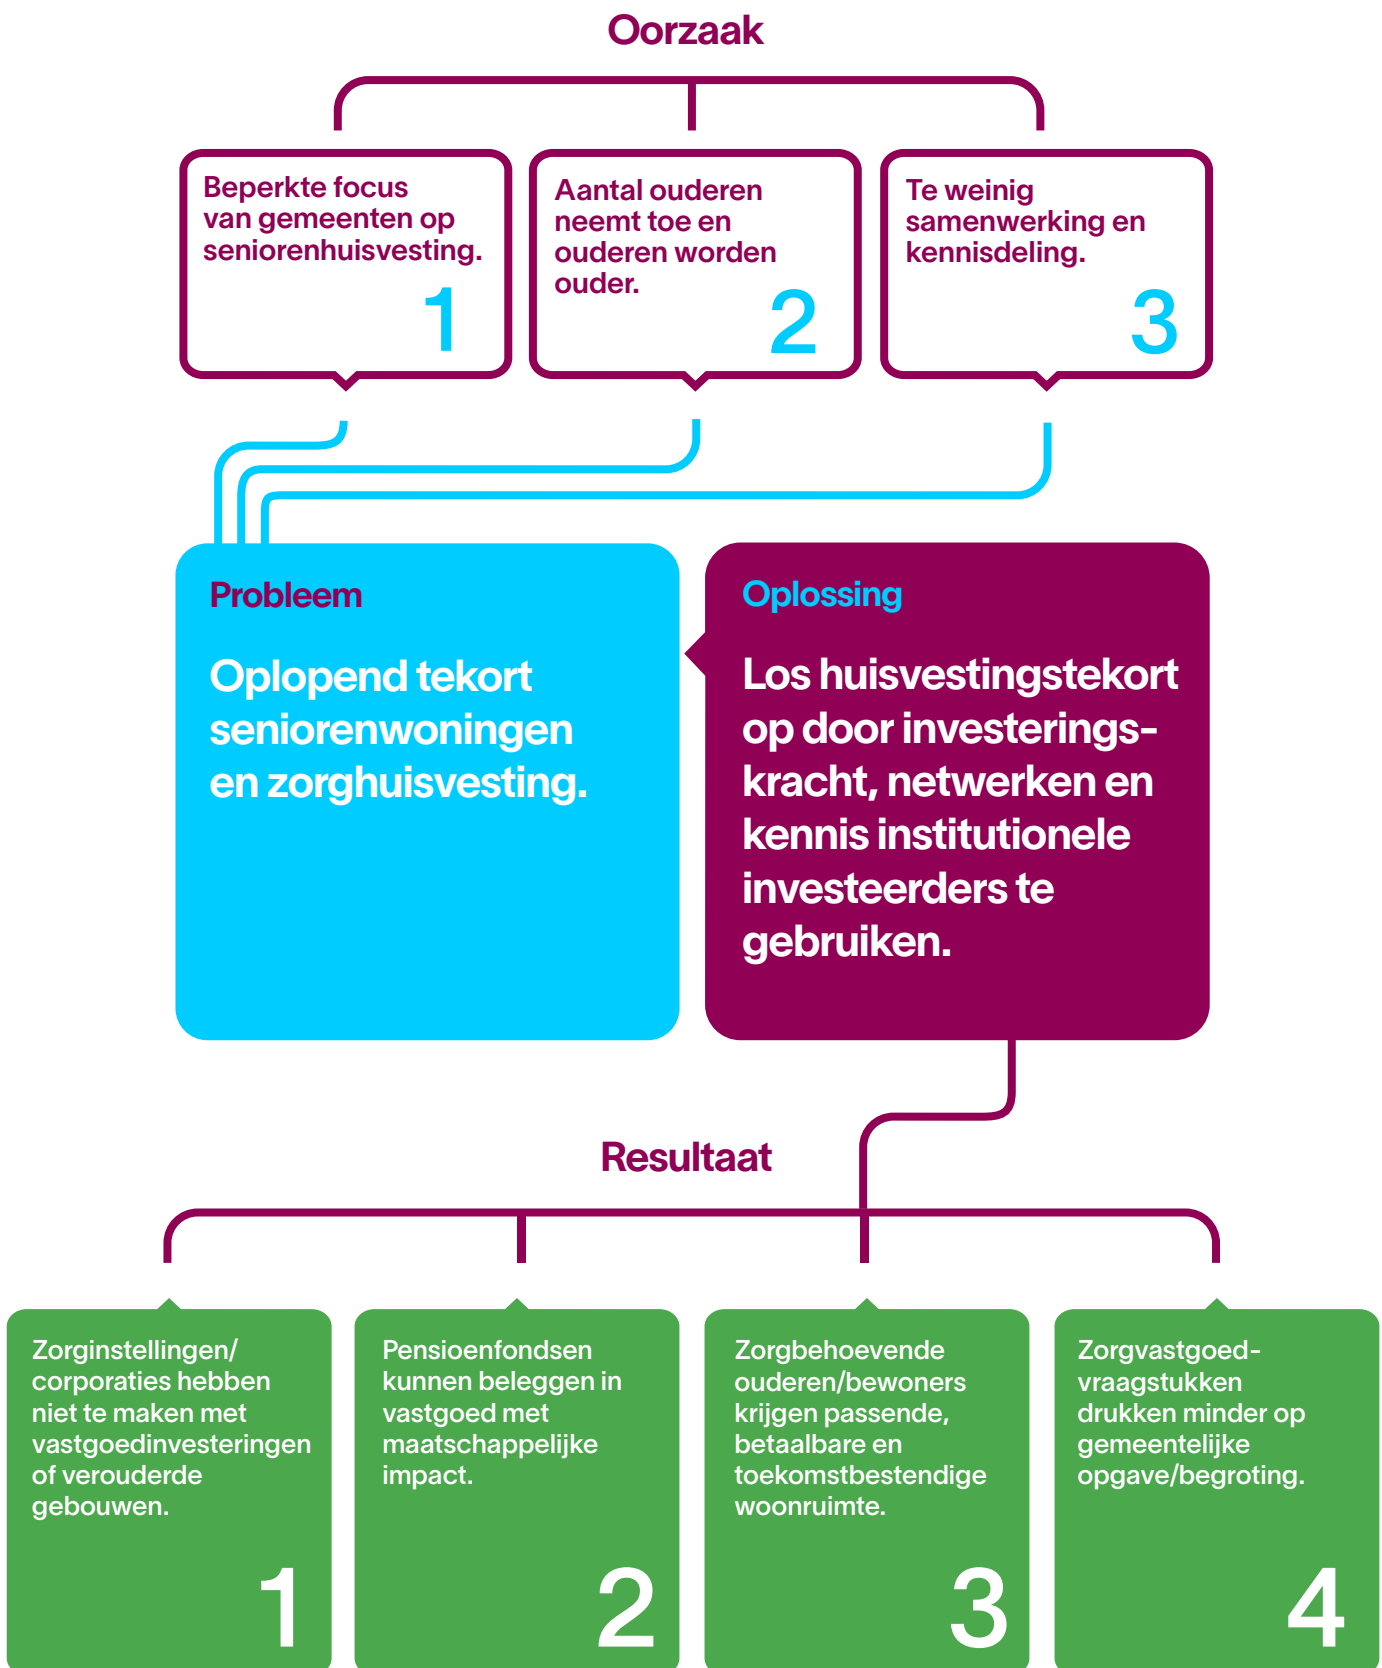 Oorzaak
Beperkte focus
van gemeenten op
seniorenhuisvesting.
1
Aantal ouderen
neemt toe en
ouderen worden
ouder.
2
Te weinig
samenwerking en
kennisdeling.
3
Probleem
Oplopend tekort
seniorenwoningen
en zorghuisvesting.
Oplossing
Los huisvestingstekort
op door investerings-
kracht, netwerken en
kennis institutionele
investeerders te
gebruiken.
Resultaat
Zorginstellingen/
corporaties hebben
niet te maken met
vastgoedinvesteringen
of verouderde
gebouwen.
1
Pensioenfondsen
kunnen beleggen in
vastgoed met
maatschappelijke
impact.
2
Zorgbehoevende
ouderen/bewoners
krijgen passende,
betaalbare en
toekomstbestendige
woonruimte.
3
Zorgvastgoed-
vraagstukken
drukken minder op
gemeentelijke
opgave/begroting.
4